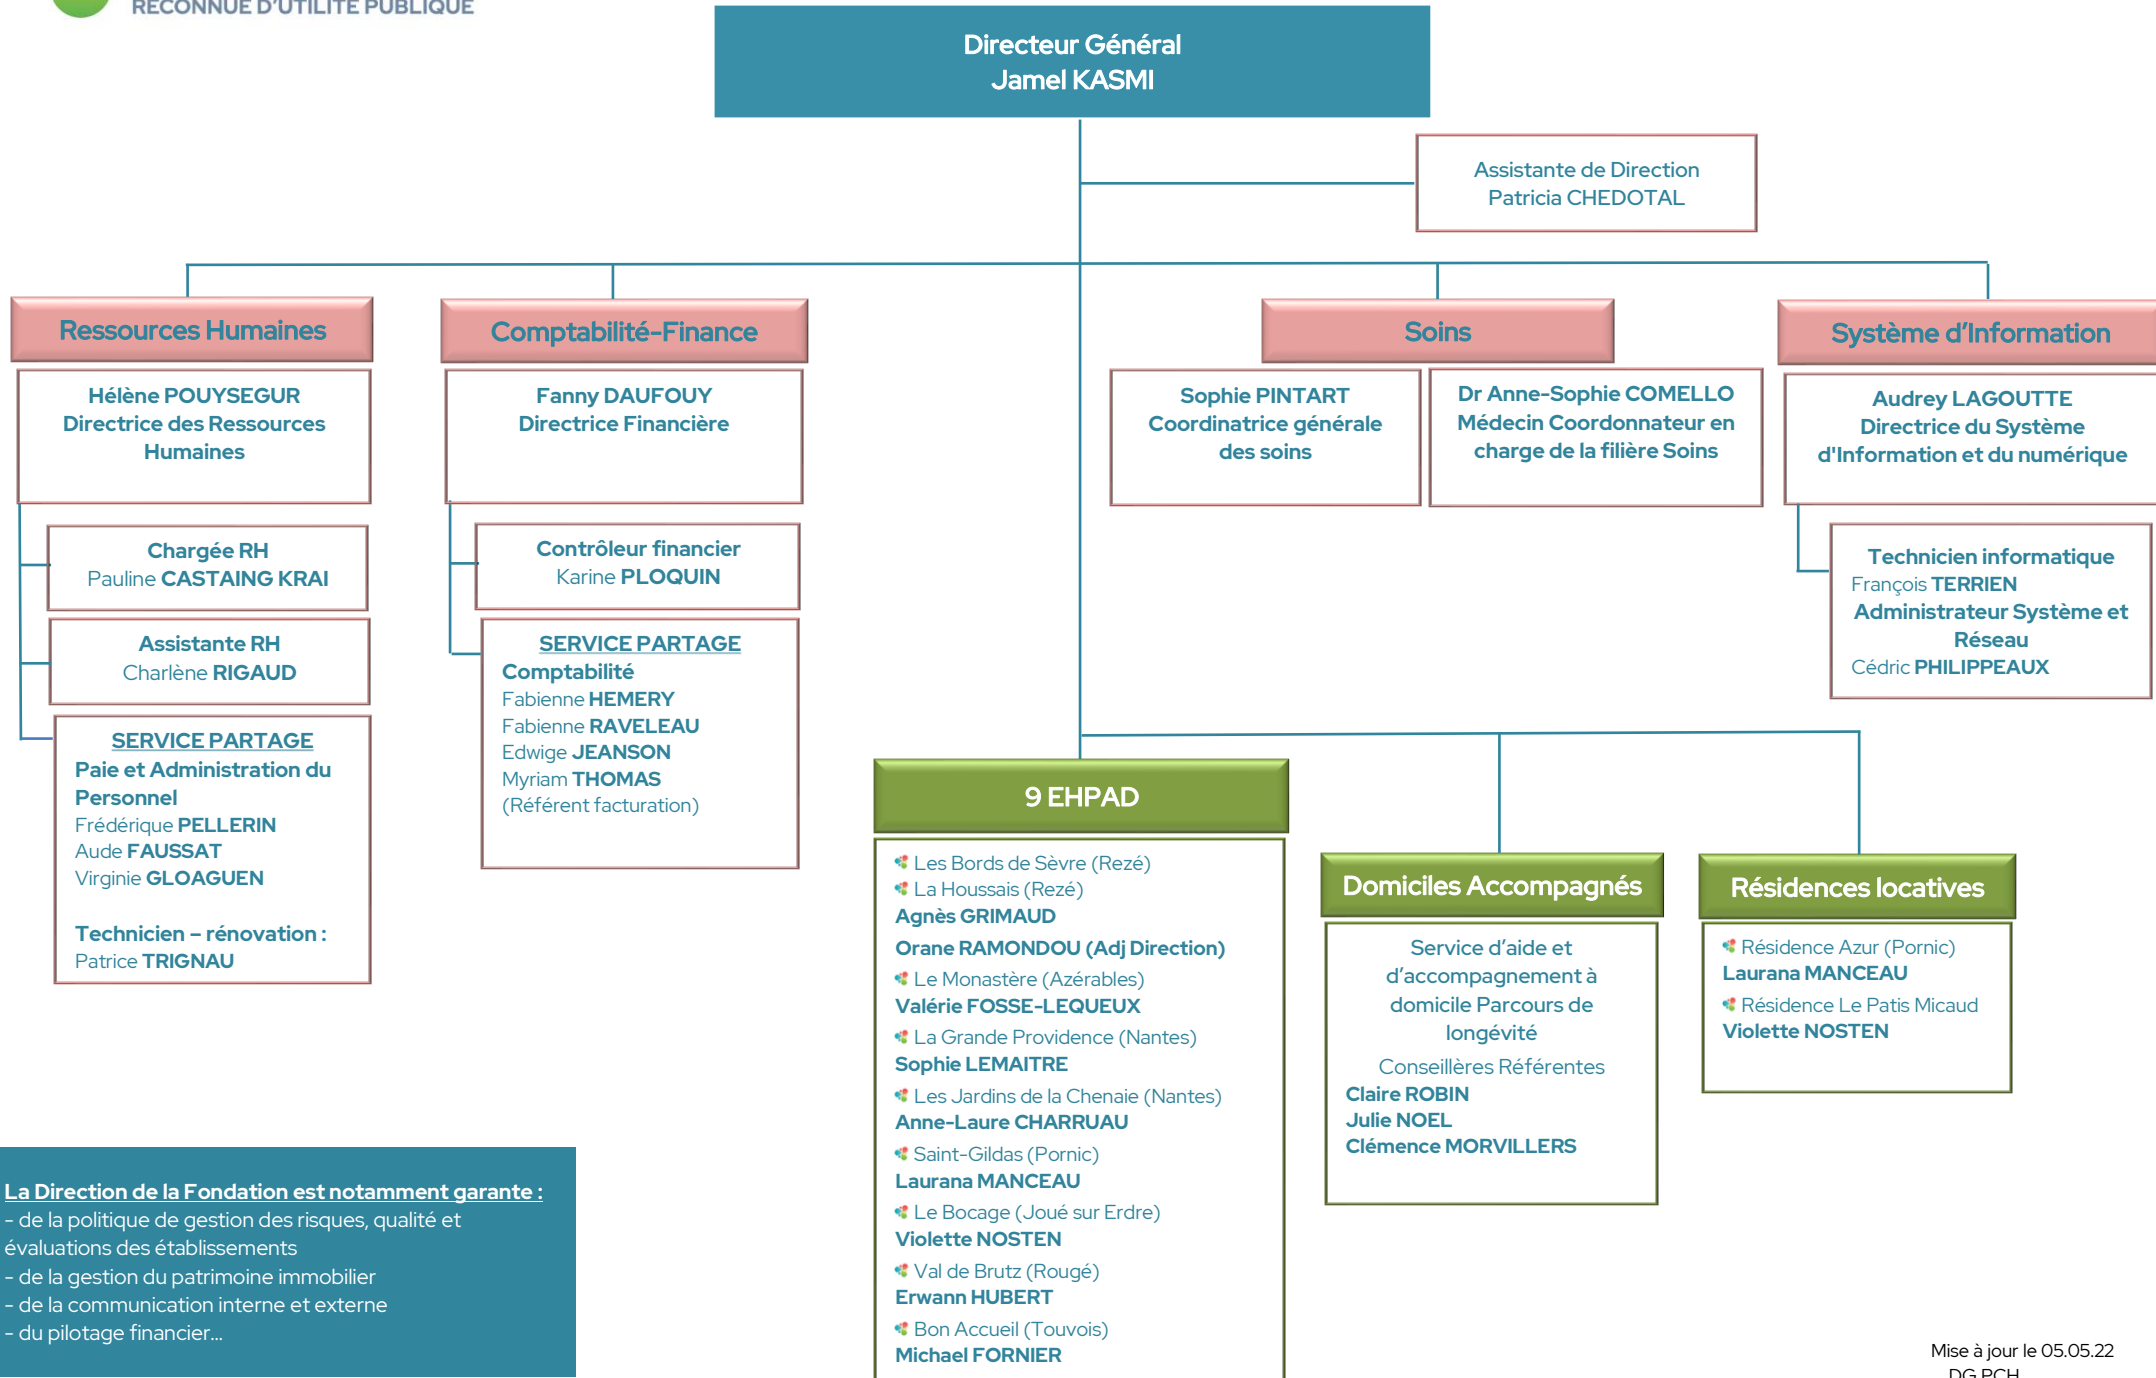 RECONNUE D'UTILITÉ PUBLIQUE
Directeur Général
Jamel KASMI
Assistante de Direction
Patricia CHEDOTAL
Ressources Humaines
Hélène POUYSEGUR
Directrice des Ressources
Humaines
Chargée RH
Pauline CASTAING KRAI
Assistante RH
Charlène RIGAUD
SERVICE PARTAGE
Paie et Administration du
Personnel
Frédérique PELLERIN
Aude FAUSSAT
Virginie GLOAGUEN
Technicien – rénovation :
Patrice TRIGNAU
Comptabilité-Finance
Fanny DAUFOUY
Directrice Financière
Contrôleur financier
Karine PLOQUIN
SERVICE PARTAGE
Comptabilité
Fabienne HEMERY
Fabienne RAVELEAU
Edwige JEANSON
Myriam THOMAS
(Référent facturation)
Soins
Sophie PINTART
Coordinatrice générale
des soins
Dr Anne-Sophie COMELLO
Médecin Coordonnateur en
charge de la filière Soins
Système d'Information
Audrey LAGOUTTE
Directrice du Système
d'Information et du numérique
Technicien informatique
François TERRIEN
Administrateur Système et
Réseau
Cédric PHILIPPEAUX
9 EHPAD
Les Bords de Sèvre (Rezé)
La Houssais (Rezé)
Agnès GRIMAUD
Orane RAMONDOU (Adj Direction)
Le Monastère (Azérables)
Valérie FOSSE-LEQUEUX
La Grande Providence (Nantes)
Sophie LEMAITRE
Les Jardins de la Chenaie (Nantes)
Anne-Laure CHARRUAU
Saint-Gildas (Pornic)
Laurana MANCEAU
Le Bocage (Joué sur Erdre)
Violette NOSTEN
Val de Brutz (Rougé)
Erwann HUBERT
Bon Accueil (Touvois)
Michael FORNIER
Domiciles Accompagnés
Service d'aide et
d'accompagnement à
domicile Parcours de
longévité
Conseillères Référentes
Claire ROBIN
Julie NOEL
Clémence MORVILLERS
Résidences locatives
Résidence Azur (Pornic)
Laurana MANCEAU
Résidence Le Patis Micaud
Violette NOSTEN
La Direction de la Fondation est notamment garante :
- de la politique de gestion des risques, qualité et
évaluations des établissements
- de la gestion du patrimoine immobilier
- de la communication interne et externe
- du pilotage financier…
Mise à jour le 05.05.22
DG PCH